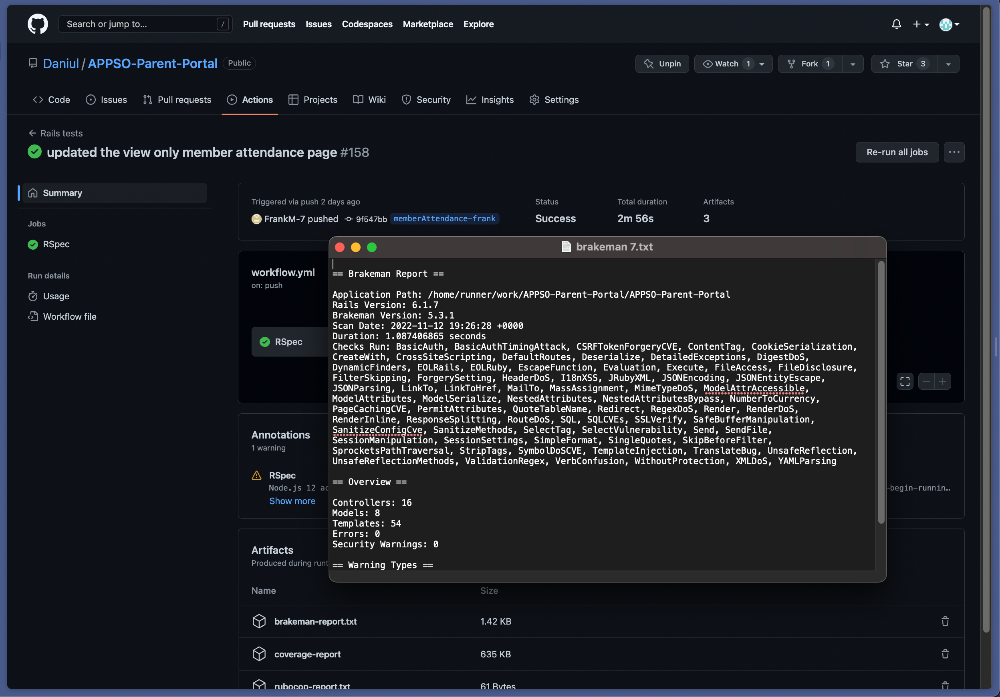 Search or jump to... /
Pull requests Issues Codespaces Marketplace Explore
Daniul / APPSO-Parent-Portal Public
Unpin Watch 1 Fork 1 Star 3
Code Issues Pull requests Actions Projects Wiki Security Insights Settings
← Rails tests
updated the view only member attendance page #158
Re-run all jobs ...
Summary
Jobs
RSpec
Run details
Usage
Workflow file
Triggered via push 2 days ago
FrankM-7 pushed 9f547bb memberAttendance-frank
Status
Success
Total duration
2m 56s
Artifacts
3
workflow.yml
on: push
RSpec
Annotations
1 warning
RSpec
Node.js 12 ac
-begin-runnin…
Show more
Artifacts
Produced during runt
Name Size
brakeman-report.txt 1.42 KB
coverage-report 635 KB
rubocop-report.txt 61 Bytes
brakeman 7.txt
== Brakeman Report ==
Application Path: /home/runner/work/APPSO-Parent-Portal/APPSO-Parent-Portal
Rails Version: 6.1.7
Brakeman Version: 5.3.1
Scan Date: 2022-11-12 19:26:28 +0000
Duration: 1.087406865 seconds
Checks Run: BasicAuth, BasicAuthTimingAttack, CSRFTokenForgeryCVE, ContentTag, CookieSerialization,
CreateWith, CrossSiteScripting, DefaultRoutes, Deserialize, DetailedExceptions, DigestDoS,
DynamicFinders, EOLRails, EOLRuby, EscapeFunction, Evaluation, Execute, FileAccess, FileDisclosure,
FilterSkipping, ForgerySetting, HeaderDoS, I18nXSS, JRubyXML, JSONEncoding, JSONEntityEscape,
JSONParsing, LinkTo, LinkToHref, MailTo, MassAssignment, MimeTypeDoS, ModelAttrAccessible,
ModelAttributes, ModelSerialize, NestedAttributes, NestedAttributesBypass, NumberToCurrency,
PageCachingCVE, PermitAttributes, QuoteTableName, Redirect, RegexDoS, Render, RenderDoS,
RenderInline, ResponseSplitting, RouteDoS, SQL, SQLCVEs, SSLVerify, SafeBufferManipulation,
SanitizeConfigCve, SanitizeMethods, SelectTag, SelectVulnerability, Send, SendFile,
SessionManipulation, SessionSettings, SimpleFormat, SingleQuotes, SkipBeforeFilter,
SprocketsPathTraversal, StripTags, SymbolDoSCVE, TemplateInjection, TranslateBug, UnsafeReflection,
UnsafeReflectionMethods, ValidationRegex, VerbConfusion, WithoutProtection, XMLDoS, YAMLParsing
== Overview ==
Controllers: 16
Models: 8
Templates: 54
Errors: 0
Security Warnings: 0
== Warning Types ==